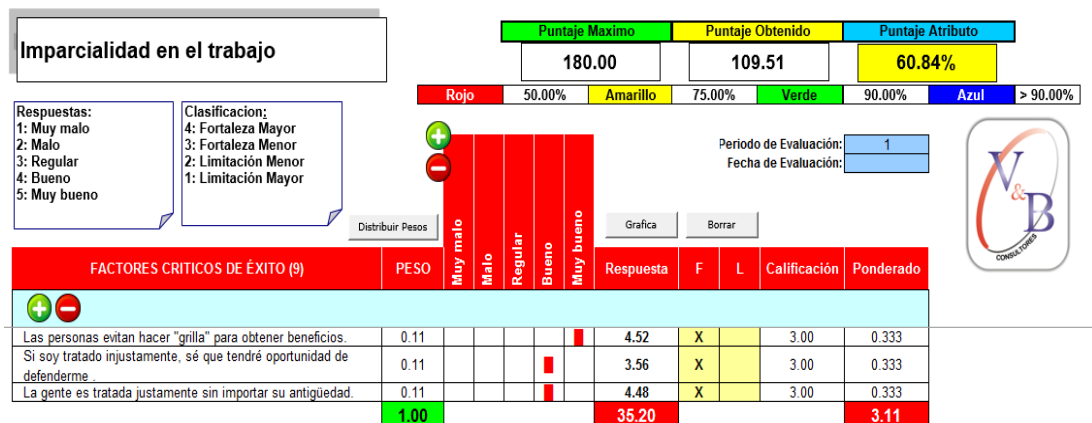 Imparcialidad en el trabajo
Puntaje Maximo Puntaje Obtenido Puntaje Atributo
180.00 109.51 60.84%
Rojo 50.00% Amarillo 75.00% Verde 90.00% Azul > 90.00%
Respuestas:
1: Muy malo
2: Malo
3: Regular
4: Bueno
5: Muy bueno
Clasificacion:
4: Fortaleza Mayor
3: Fortaleza Menor
2: Limitación Menor
1: Limitación Mayor
Periodo de Evaluación: 1
Fecha de Evaluación:
V&B
CONSULTORES
Distribuir Pesos
Grafica Borrar
FACTORES CRITICOS DE ÉXITO (9) PESO Muy malo Malo Regular Bueno Muy bueno Respuesta F L Calificación Ponderado
Las personas evitan hacer "grilla" para obtener beneficios. 0.11 4.52 X 3.00 0.333
Si soy tratado injustamente, sé que tendré oportunidad de
defenderme . 0.11 3.56 X 3.00 0.333
La gente es tratada justamente sin importar su antigüedad. 0.11 4.48 X 3.00 0.333
1.00 35.20 3.11